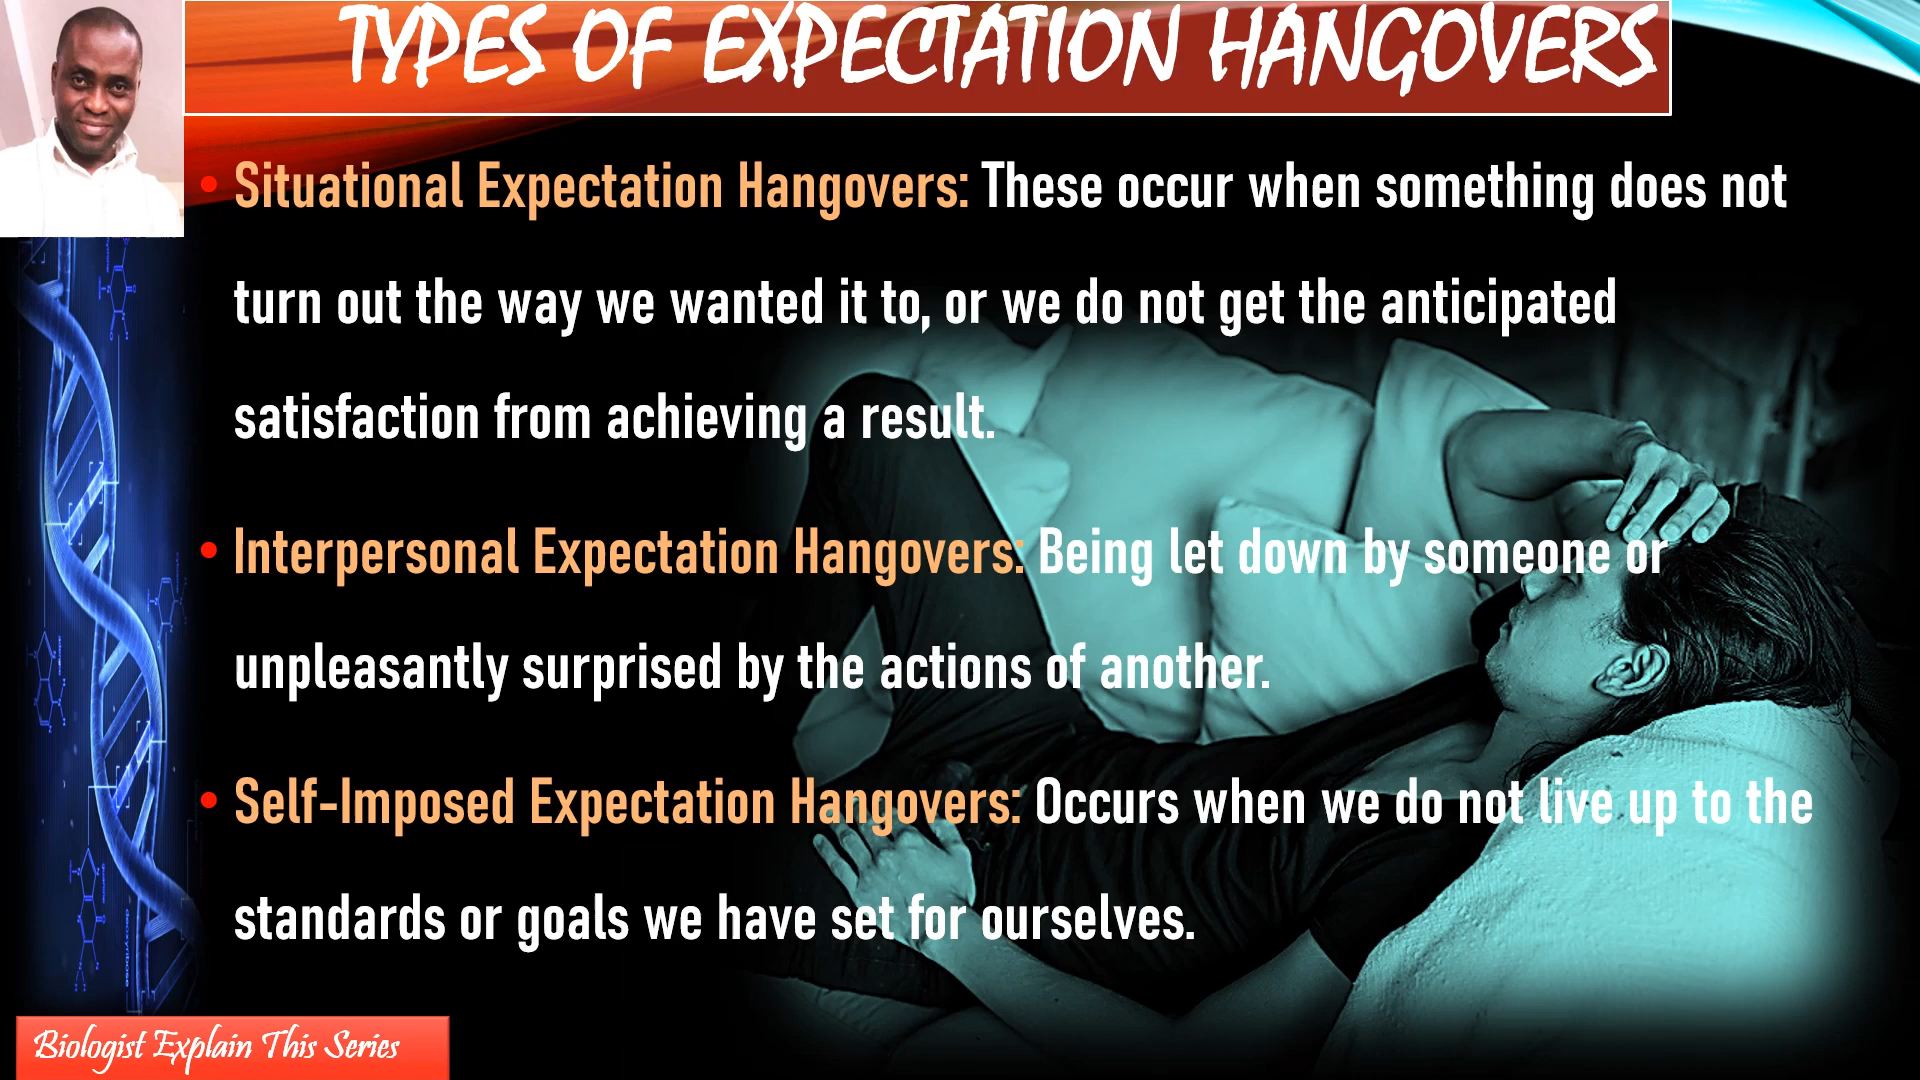 TYPES OF EXPECTATION HANGOVERS
• Situational Expectation Hangovers: These occur when something does not
turn out the way we wanted it to, or we do not get the anticipated
satisfaction from achieving a result.
• Interpersonal Expectation Hangovers: Being let down by someone or
unpleasantly surprised by the actions of another.
• Self-Imposed Expectation Hangovers: Occurs when we do not live up to the
standards or goals we have set for ourselves.
Biologist Explain This Series